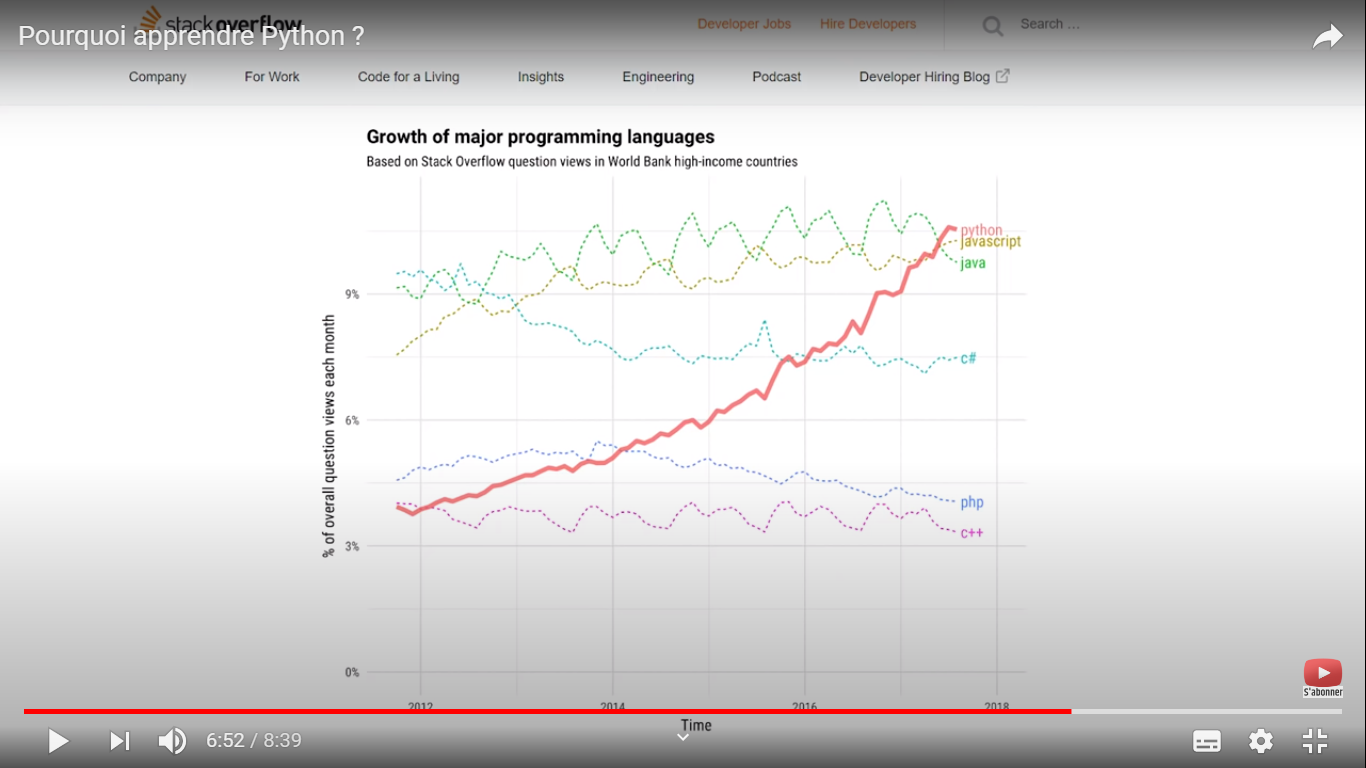 stack overflow
Pourquoi apprendre Python ?
Developer Jobs
Hire Developers
Search ...
Company
For Work
Code for a Living
Insights
Engineering
Podcast
Developer Hiring Blog
Growth of major programming languages
Based on Stack Overflow question views in World Bank high-income countries
% of overall question views each month
9%
6%
3%
0%
python
javascript
java
c#
php
c++
2012
2014
2016
2018
Time
S'abonner
6:52 / 8:39